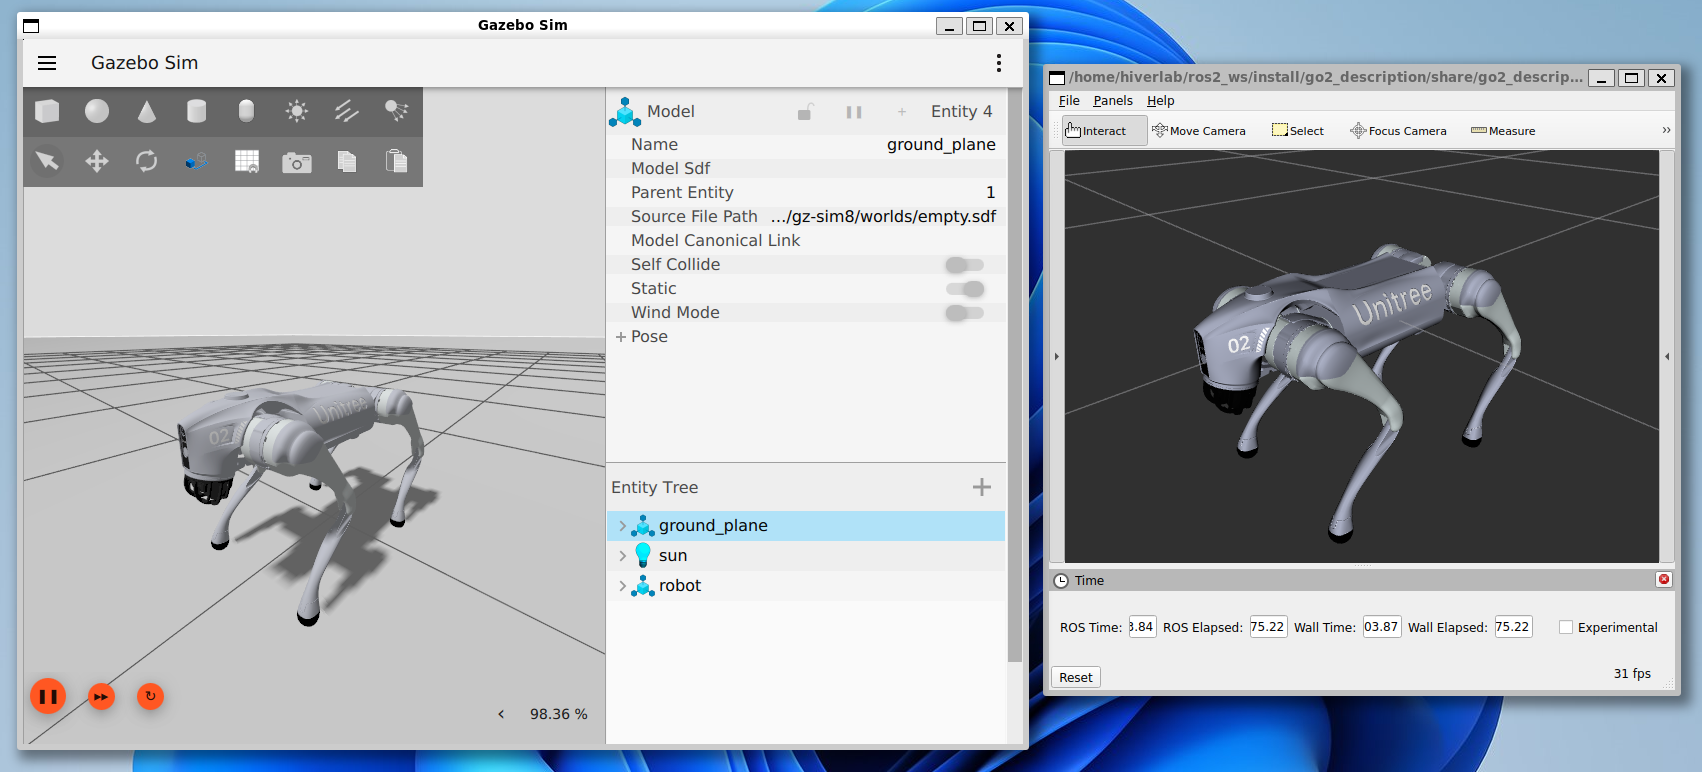 Gazebo Sim
Gazebo Sim
Model
Entity 4
Name
ground_plane
Model Sdf
Parent Entity
1
Source File Path
.../gz-sim8/worlds/empty.sdf
Model Canonical Link
Self Collide
Static
Wind Mode
+ Pose
Entity Tree
ground_plane
sun
robot
Unitree
02
98.36 %
/home/hiverlab/ros2_ws/install/go2_description/share/go2_descrip...
File Panels Help
Interact Move Camera Select Focus Camera Measure
Unitree
02
Time
ROS Time: 3.84 ROS Elapsed: 75.22 Wall Time: 03.87 Wall Elapsed: 75.22 Experimental
Reset
31 fps